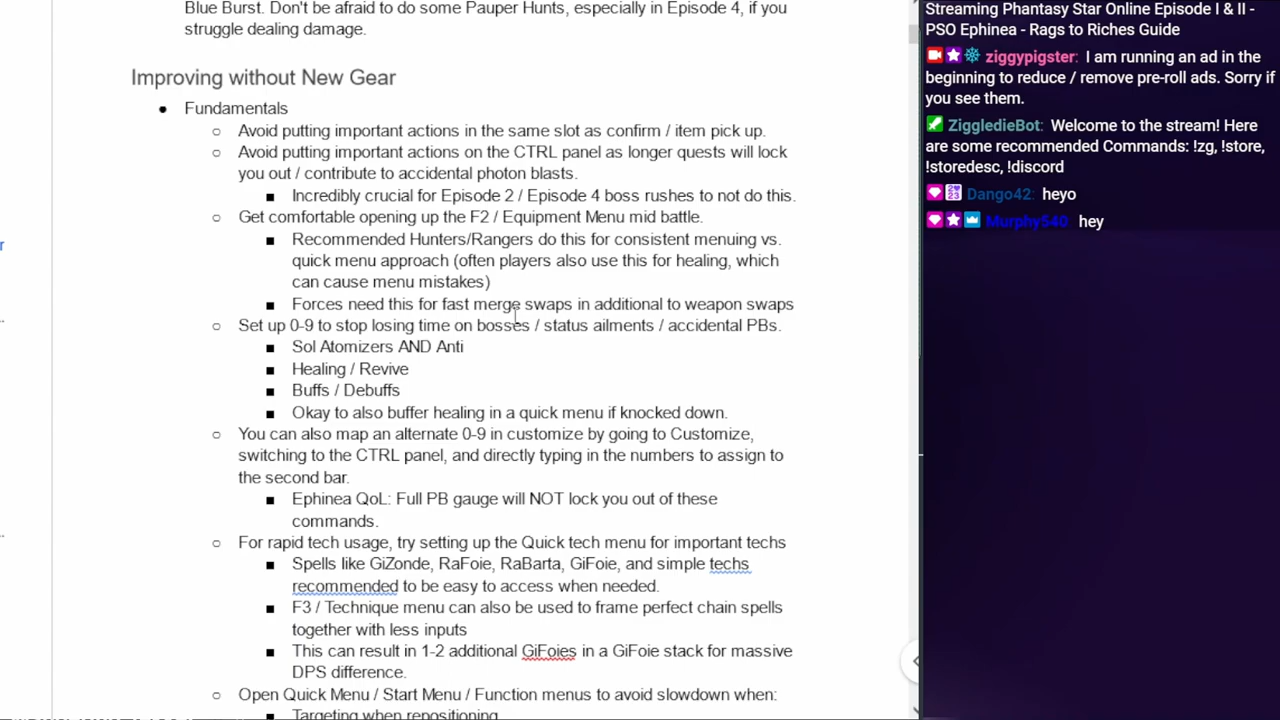 Blue Burst. Don't be afraid to do some Pauper Hunts, especially in Episode 4, if you
struggle dealing damage.
Improving without New Gear
● Fundamentals
○ Avoid putting important actions in the same slot as confirm / item pick up.
○ Avoid putting important actions on the CTRL panel as longer quests will lock
you out / contribute to accidental photon blasts.
■ Incredibly crucial for Episode 2 / Episode 4 boss rushes to not do this.
○ Get comfortable opening up the F2 / Equipment Menu mid battle.
■ Recommended Hunters/Rangers do this for consistent menuing vs.
quick menu approach (often players also use this for healing, which
can cause menu mistakes)
■ Forces need this for fast merge swaps in additional to weapon swaps
○ Set up 0-9 to stop losing time on bosses / status ailments / accidental PBs.
■ Sol Atomizers AND Anti
■ Healing / Revive
■ Buffs / Debuffs
■ Okay to also buffer healing in a quick menu if knocked down.
○ You can also map an alternate 0-9 in customize by going to Customize,
switching to the CTRL panel, and directly typing in the numbers to assign to
the second bar.
■ Ephinea QoL: Full PB gauge will NOT lock you out of these
commands.
○ For rapid tech usage, try setting up the Quick tech menu for important techs
■ Spells like GiZonde, RaFoie, RaBarta, GiFoie, and simple techs
recommended to be easy to access when needed.
■ F3 / Technique menu can also be used to frame perfect chain spells
together with less inputs
■ This can result in 1-2 additional GiFoies in a GiFoie stack for massive
DPS difference.
○ Open Quick Menu / Start Menu / Function menus to avoid slowdown when:
■ Targeting when repositioning
Streaming Phantasy Star Online Episode I & II -
PSO Ephinea - Rags to Riches Guide
ziggypigster: I am running an ad in the
beginning to reduce / remove pre-roll ads. Sorry if
you see them.
ZiggledieBot: Welcome to the stream! Here
are some recommended Commands: !zg, !store,
!storedesc, !discord
Dango42: heyo
Murphy540: hey